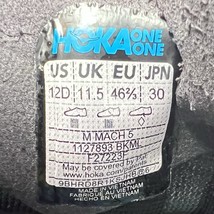 HOKA ONE
ONE
US UK EU JPN
12D 11.5 46⅔ 30
M MACH 5
1127893 BKML
F27223
May be covered by
www.hoka.com/patents
MADE IN VIETNAM
FABRIQUÉ AU VIETNAM
HECHO EN VIETNAM